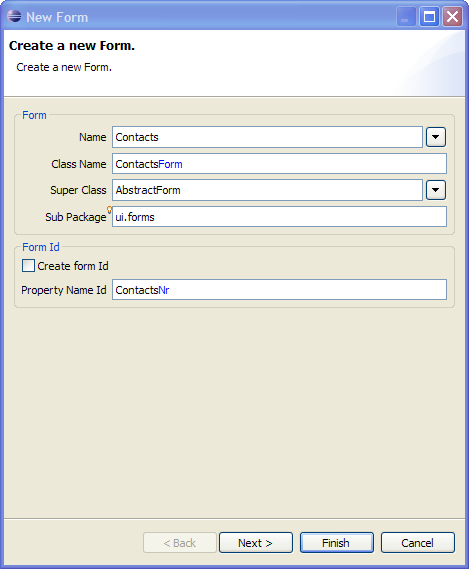 New Form
Create a new Form.
Create a new Form.
Form
Name Contacts
Class Name ContactsForm
Super Class AbstractForm
Sub Package ui.forms
Form Id
Create form Id
Property Name Id ContactsNr
< Back Next > Finish Cancel